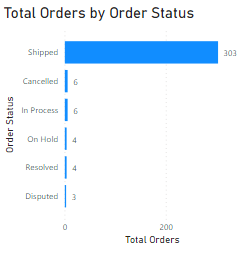 Total Orders by Order Status
Order Status
Shipped 303
Cancelled 6
In Process 6
On Hold 4
Resolved 4
Disputed 3
0 200
Total Orders